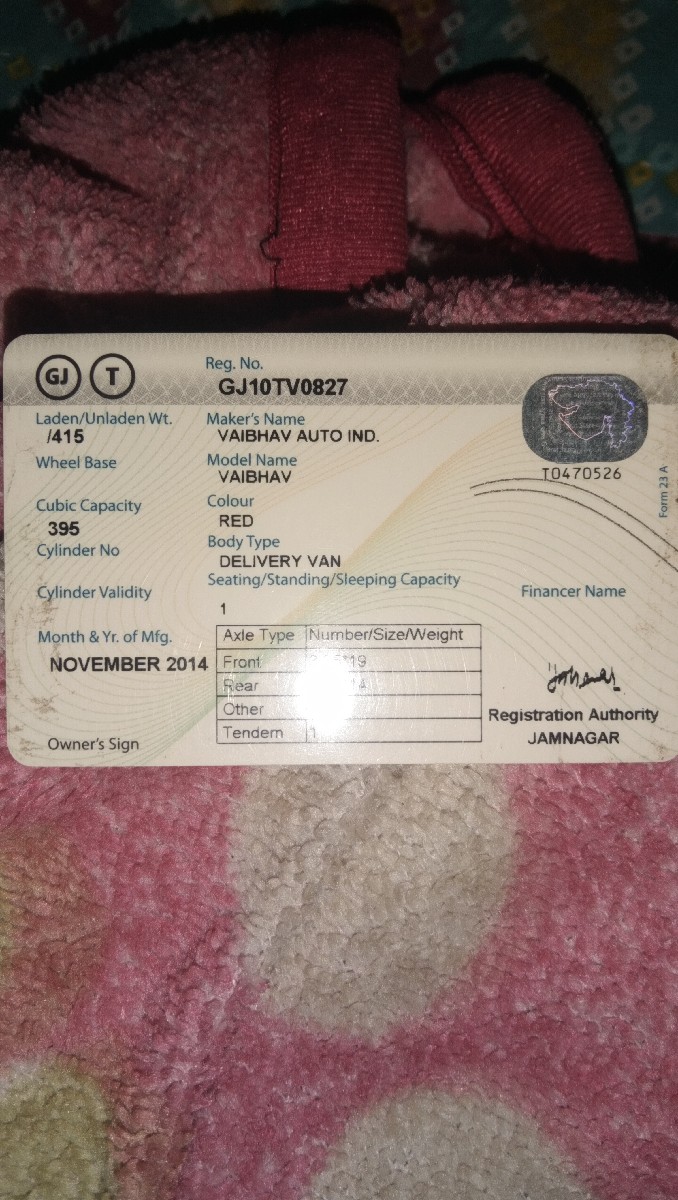 GJ T
Reg. No.
GJ10TV0827
Laden/Unladen Wt.
/415
Maker's Name
VAIBHAV AUTO IND.
Wheel Base
Model Name
VAIBHAV
T0470526
Form 23 A
Cubic Capacity
395
Colour
RED
Cylinder No
Body Type
DELIVERY VAN
Cylinder Validity
Seating/Standing/Sleeping Capacity
1
Financer Name
Month & Yr. of Mfg.
NOVEMBER 2014
Axle Type Number/Size/Weight
Front
Rear
Other
Tendem 1
Registration Authority
JAMNAGAR
Owner's Sign